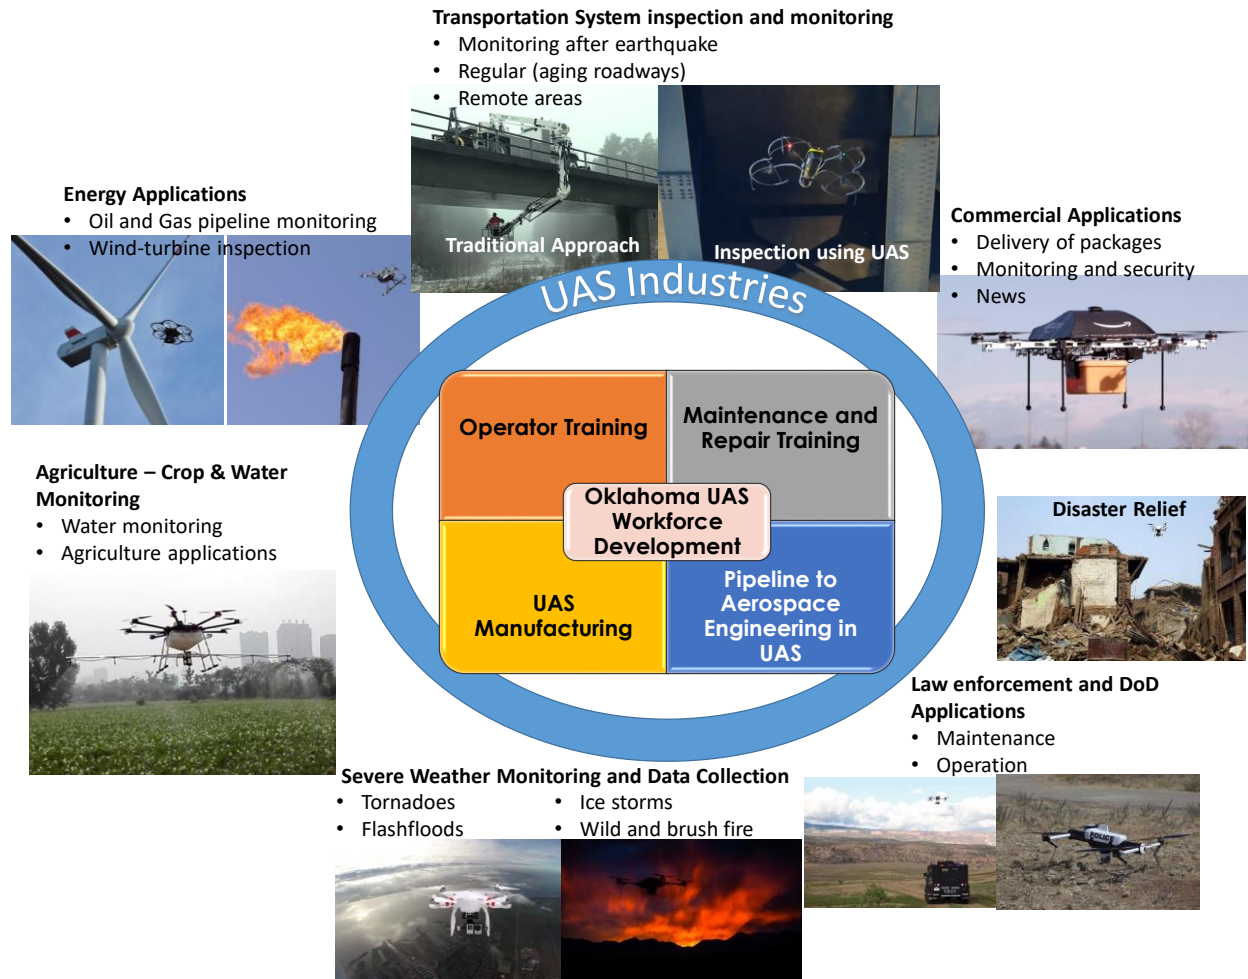 Transportation System inspection and monitoring
• Monitoring after earthquake
• Regular (aging roadways)
• Remote areas
Traditional Approach
Inspection using UAS
Energy Applications
• Oil and Gas pipeline monitoring
• Wind-turbine inspection
Commercial Applications
• Delivery of packages
• Monitoring and security
• News
UAS Industries
Operator Training
Maintenance and
Repair Training
Oklahoma UAS
Workforce
Development
UAS
Manufacturing
Pipeline to
Aerospace
Engineering in
UAS
Agriculture – Crop & Water
Monitoring
• Water monitoring
• Agriculture applications
Disaster Relief
Law enforcement and DoD
Applications
• Maintenance
• Operation
POLICE
Severe Weather Monitoring and Data Collection
• Tornadoes
• Flashfloods
• Ice storms
• Wild and brush fire